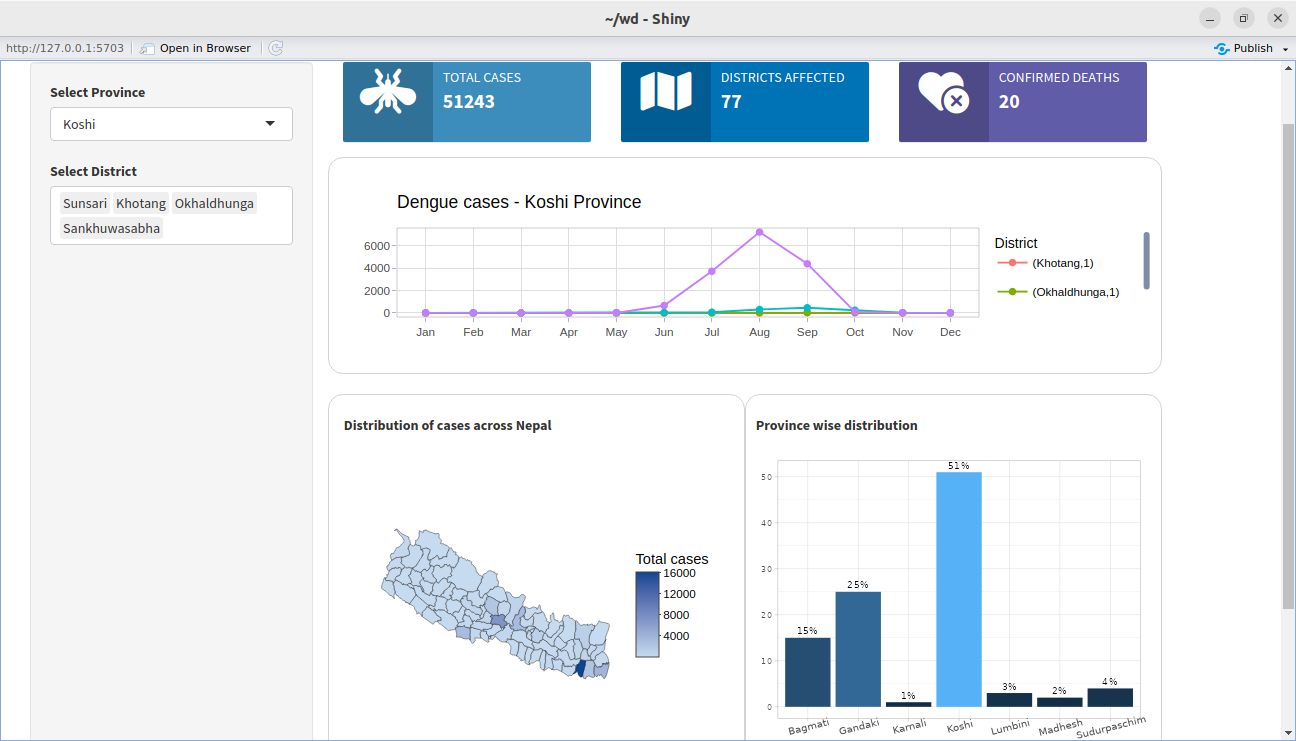 ~/wd - Shiny
http://127.0.0.1:5703
Open in Browser
Publish
Select Province
Koshi
Select District
Sunsari Khotang Okhaldhunga
Sankhuwasabha
TOTAL CASES
51243
DISTRICTS AFFECTED
77
CONFIRMED DEATHS
20
Dengue cases - Koshi Province
6000
4000
2000
0
Jan Feb Mar Apr May Jun Jul Aug Sep Oct Nov Dec
District
(Khotang,1)
(Okhaldhunga,1)
Distribution of cases across Nepal
Total cases
16000
12000
8000
4000
Province wise distribution
50
40
30
20
10
0
15%
25%
1%
51%
3%
2%
4%
Bagmati Gandaki Karnali Koshi Lumbini Madhesh Sudurpaschim